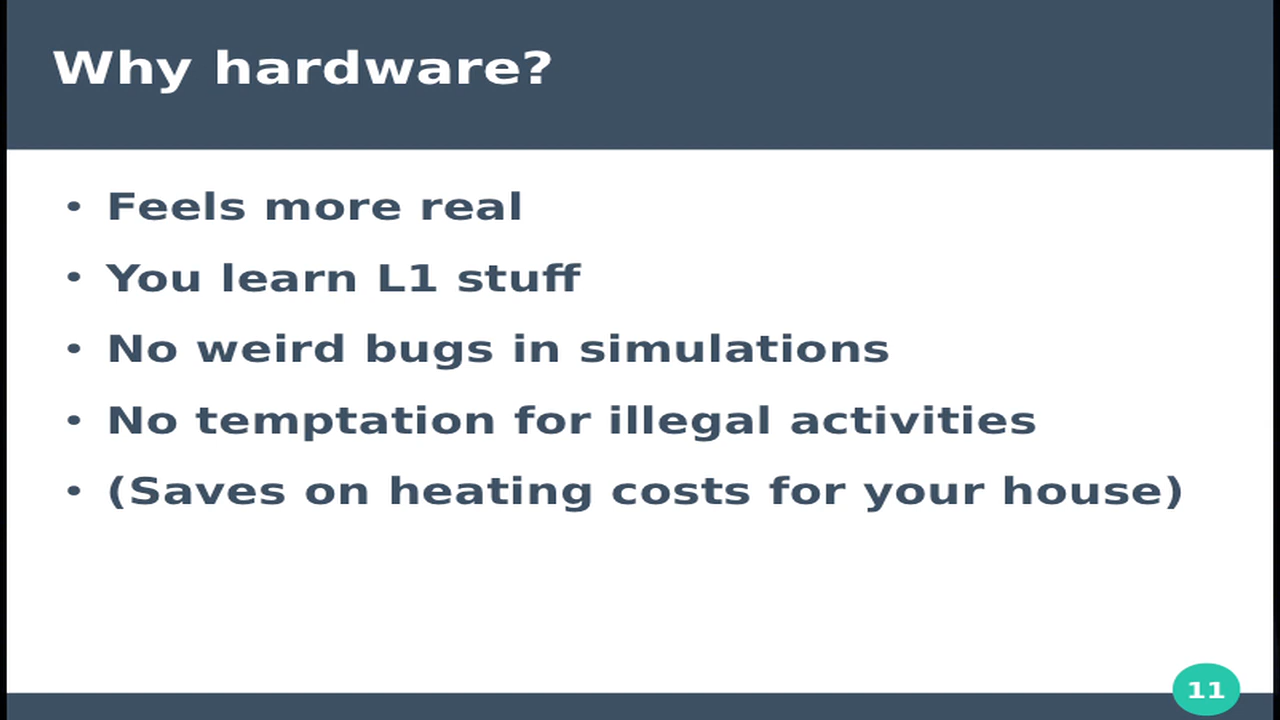 Why hardware?
• Feels more real
• You learn L1 stuff
• No weird bugs in simulations
• No temptation for illegal activities
• (Saves on heating costs for your house)
11